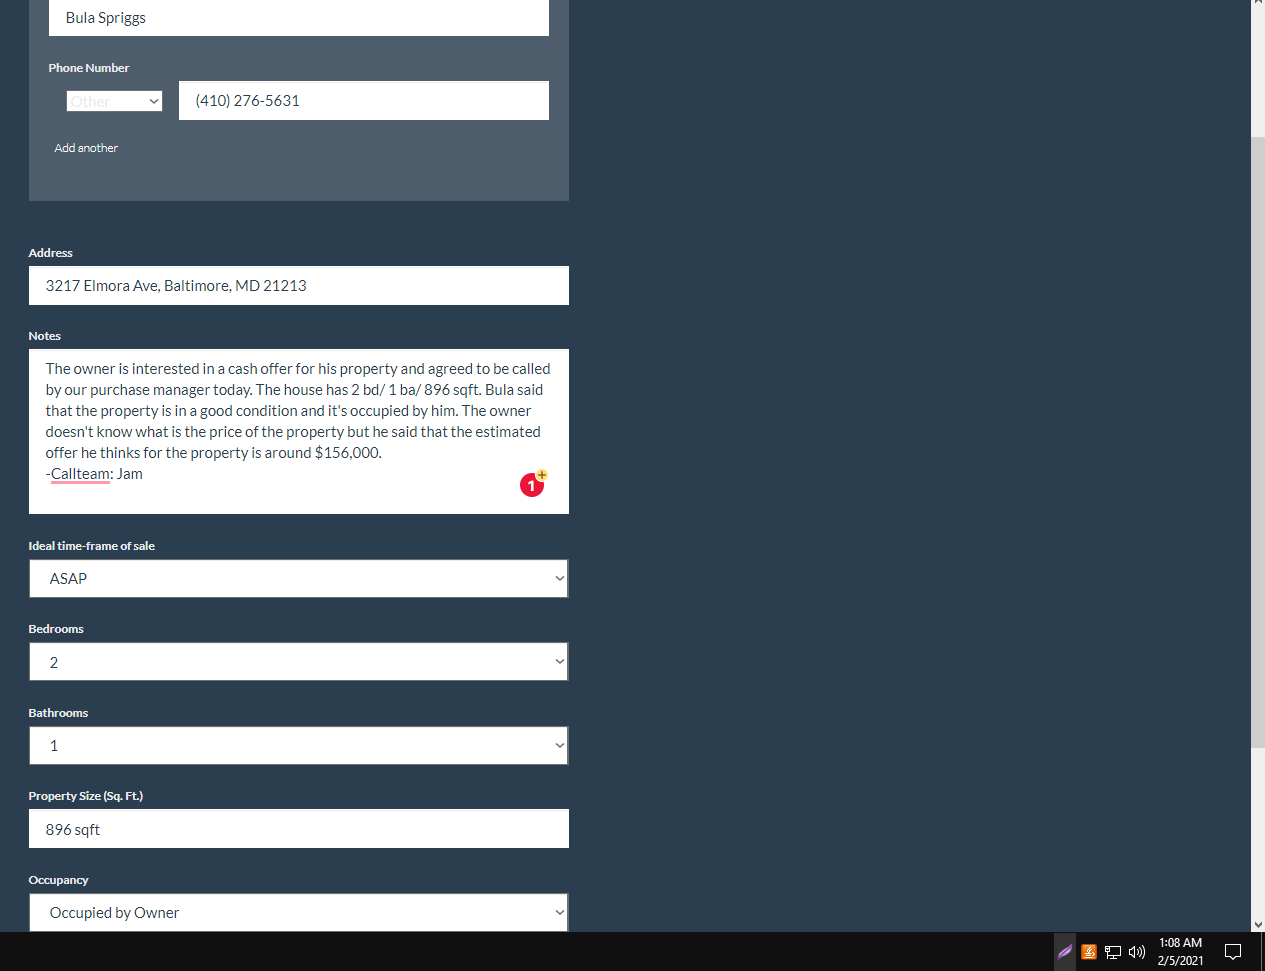 Bula Spriggs
Phone Number
Other
(410) 276-5631
Add another
Address
3217 Elmora Ave, Baltimore, MD 21213
Notes
The owner is interested in a cash offer for his property and agreed to be called
by our purchase manager today. The house has 2 bd/ 1 ba/ 896 sqft. Bula said
that the property is in a good condition and it's occupied by him. The owner
doesn't know what is the price of the property but he said that the estimated
offer he thinks for the property is around $156,000.
-Callteam: Jam
1
+
Ideal time-frame of sale
ASAP
Bedrooms
2
Bathrooms
1
Property Size (Sq. Ft.)
896 sqft
Occupancy
Occupied by Owner
1:08 AM
2/5/2021